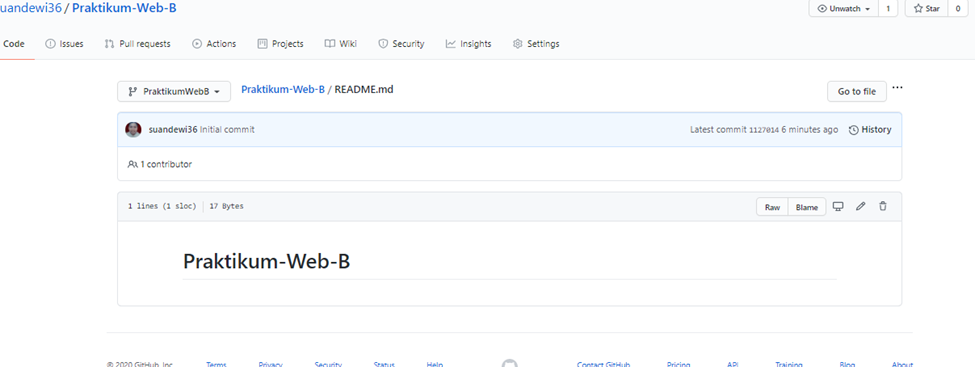 uandewi36 / Praktikum-Web-B
Unwatch 1 Star 0
Code Issues Pull requests Actions Projects Wiki Security Insights Settings
PraktikumWebB Praktikum-Web-B / README.md Go to file ...
suandewi36 Initial commit Latest commit 1127014 6 minutes ago History
1 contributor
1 lines (1 sloc) 17 Bytes Raw Blame
Praktikum-Web-B
© 2020 GitHub, Inc. Terms Privacy Security Status Help Contact GitHub Pricing API Training Blog About